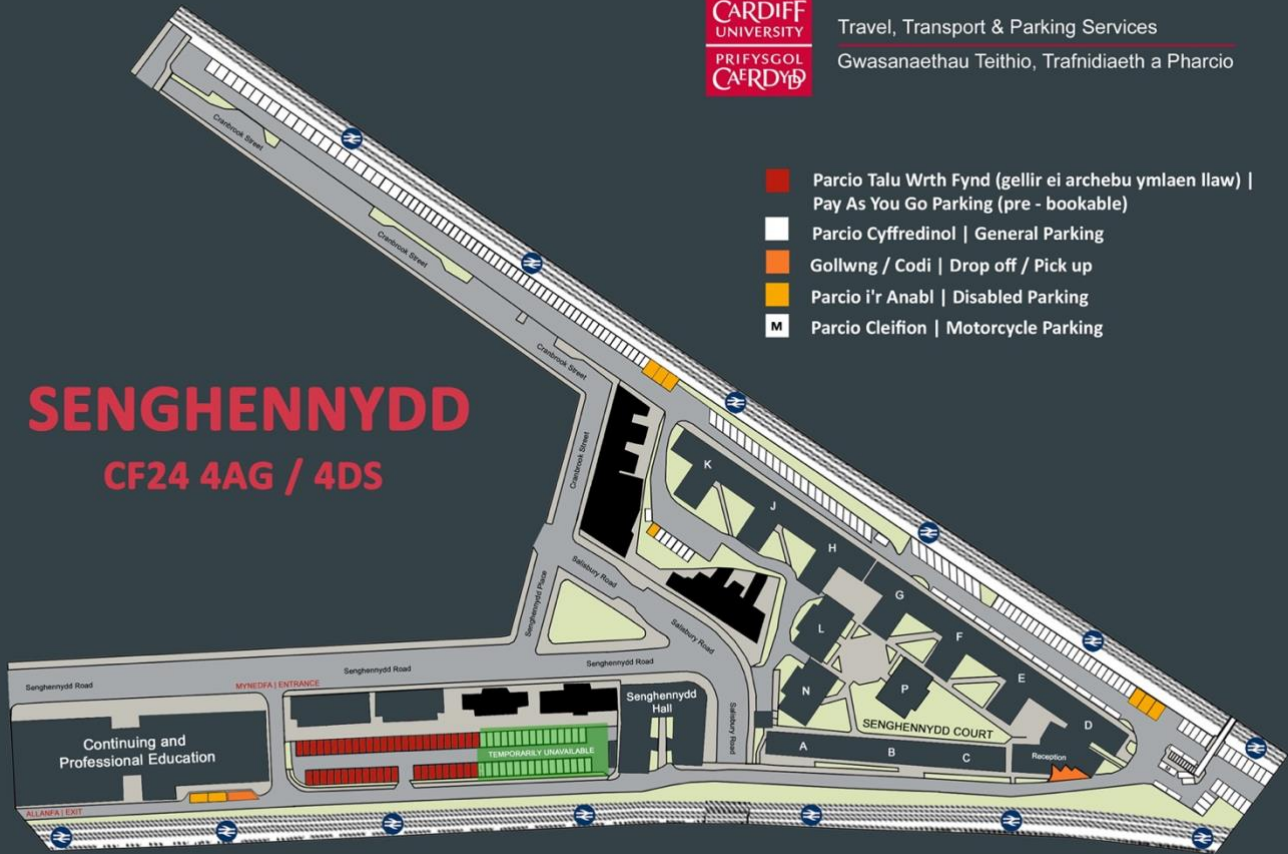 CARDIFF
UNIVERSITY
PRIFYSGOL
CAERDYDD
Travel, Transport & Parking Services
Gwasanaethau Teithio, Trafnidiaeth a Pharcio
Parcio Talu Wrth Fynd (gellir ei archebu ymlaen llaw) |
Pay As You Go Parking (pre - bookable)
Parcio Cyffredinol | General Parking
Gollwng / Codi | Drop off / Pick up
Parcio i'r Anabl | Disabled Parking
M Parcio Cleifion | Motorcycle Parking
SENGHENNYDD
CF24 4AG / 4DS
Cranbrook Street
Cranbrook Street
Cranbrook Street
Cranbrook Street
K
J
H
G
F
E
D
L
N
P
Salisbury Road
Salisbury Road
Salisbury Road
Senghennydd Place
Senghennydd Road
Senghennydd Road
Senghennydd Road
MYNEDFA | ENTRANCE
Senghennydd
Hall
SENGHENNYDD COURT
A
B
C
Reception
Continuing and
Professional Education
TEMPORARILY UNAVAILABLE
ALLANFA | EXIT